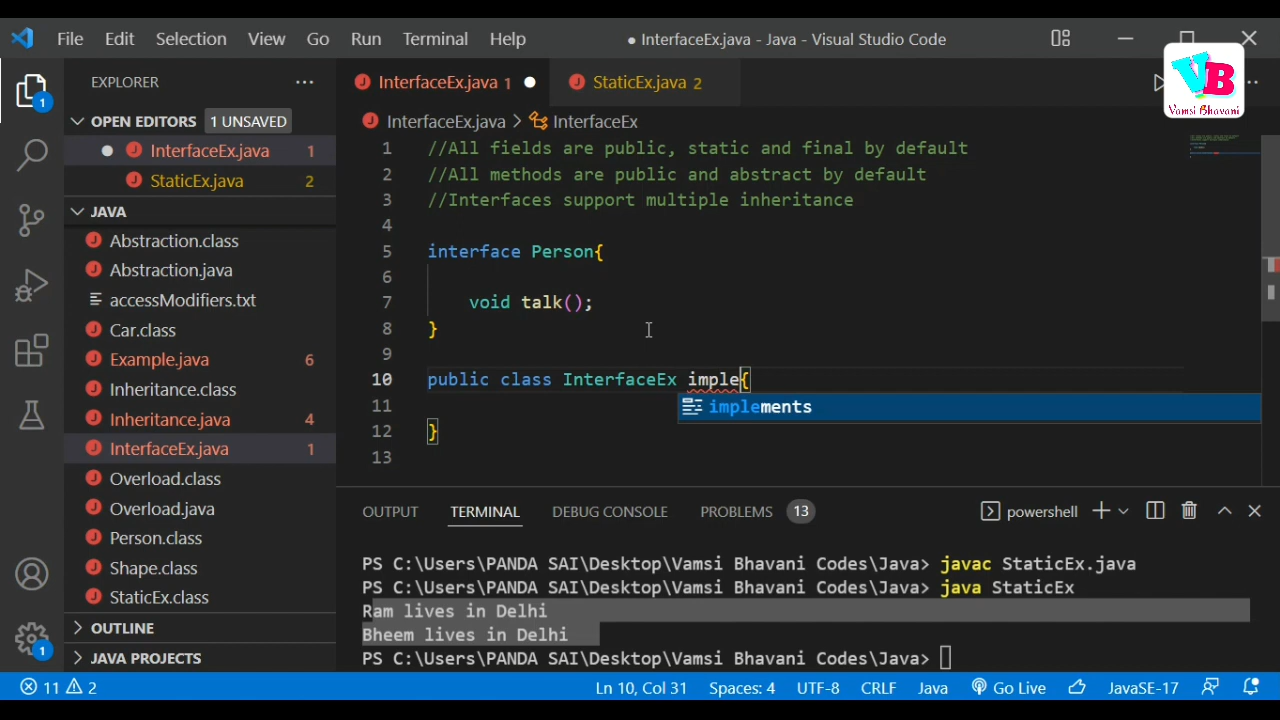 File Edit Selection View Go Run Terminal Help ● InterfaceEx.java - Java - Visual Studio Code
VB
Vamsi Bhavani
EXPLORER ···
InterfaceEx.java 1 ● StaticEx.java 2
1
OPEN EDITORS 1 UNSAVED
● InterfaceEx.java 1
StaticEx.java 2
JAVA
Abstraction.class
Abstraction.java
accessModifiers.txt
Car.class
Example.java 6
Inheritance.class
Inheritance.java 4
InterfaceEx.java 1
Overload.class
Overload.java
Person.class
Shape.class
StaticEx.class
OUTLINE
JAVA PROJECTS
1
InterfaceEx.java > InterfaceEx
1 //All fields are public, static and final by default
2 //All methods are public and abstract by default
3 //Interfaces support multiple inheritance
4
5 interface Person{
6
7 void talk();
8 }
9
10 public class InterfaceEx imple{
implements
11
12 }
13
OUTPUT TERMINAL DEBUG CONSOLE PROBLEMS 13 powershell
PS C:\Users\PANDA SAI\Desktop\Vamsi Bhavani Codes\Java> javac StaticEx.java
PS C:\Users\PANDA SAI\Desktop\Vamsi Bhavani Codes\Java> java StaticEx
Ram lives in Delhi
Bheem lives in Delhi
PS C:\Users\PANDA SAI\Desktop\Vamsi Bhavani Codes\Java>
11 2 Ln 10, Col 31 Spaces: 4 UTF-8 CRLF Java Go Live JavaSE-17